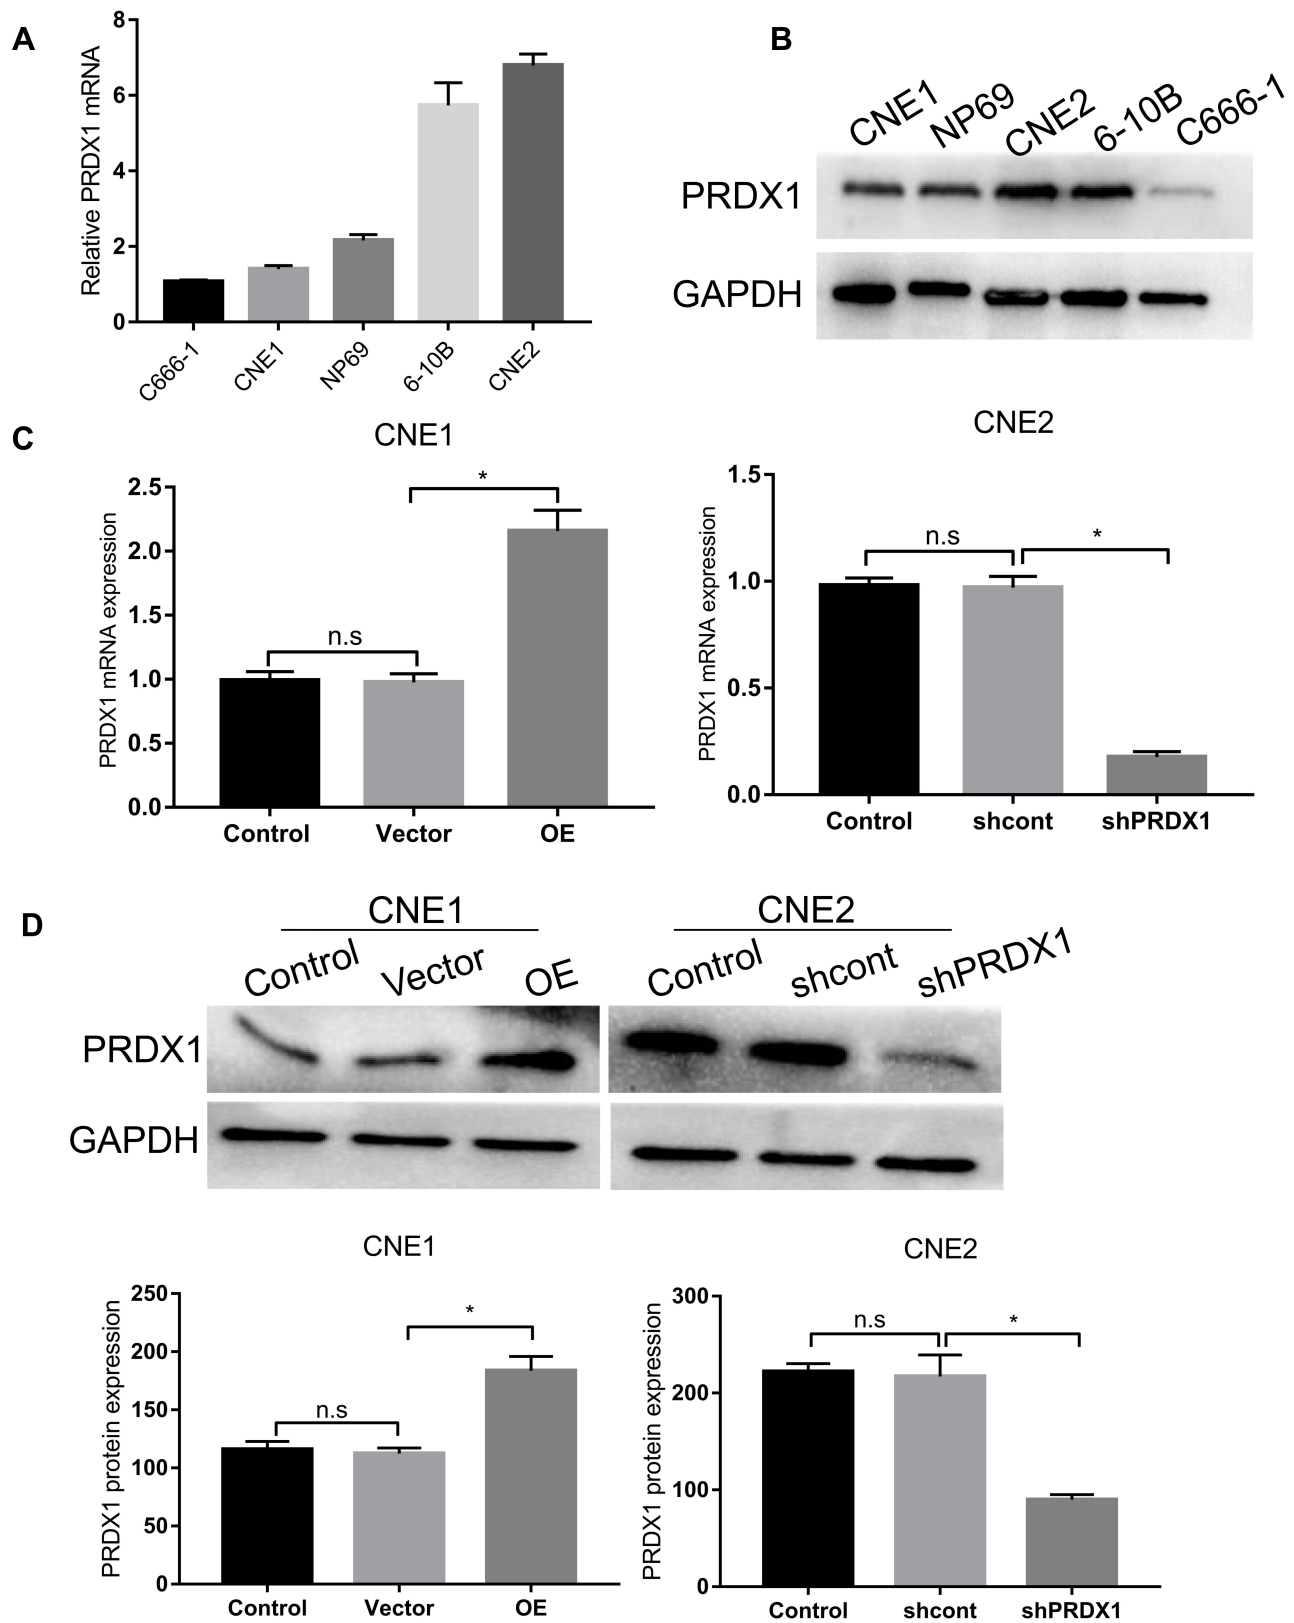 A
Relative PRDX1 mRNA
8
6
4
2
0
C666-1
CNE1
NP69
6-10B
CNE2
B
CNE1
NP69
CNE2
6-10B
C666-1
PRDX1
GAPDH
C
CNE1
PRDX1 mRNA expression
2.5
2.0
1.5
1.0
0.5
0.0
n.s
*
Control
Vector
OE
CNE2
PRDX1 mRNA expression
1.5
1.0
0.5
0.0
n.s
*
Control
shcont
shPRDX1
D
CNE1
Control
Vector
OE
CNE2
Control
shcont
shPRDX1
PRDX1
GAPDH
CNE1
PRDX1 protein expression
250
200
150
100
50
0
n.s
*
Control
Vector
OE
CNE2
PRDX1 protein expression
300
200
100
0
n.s
*
Control
shcont
shPRDX1